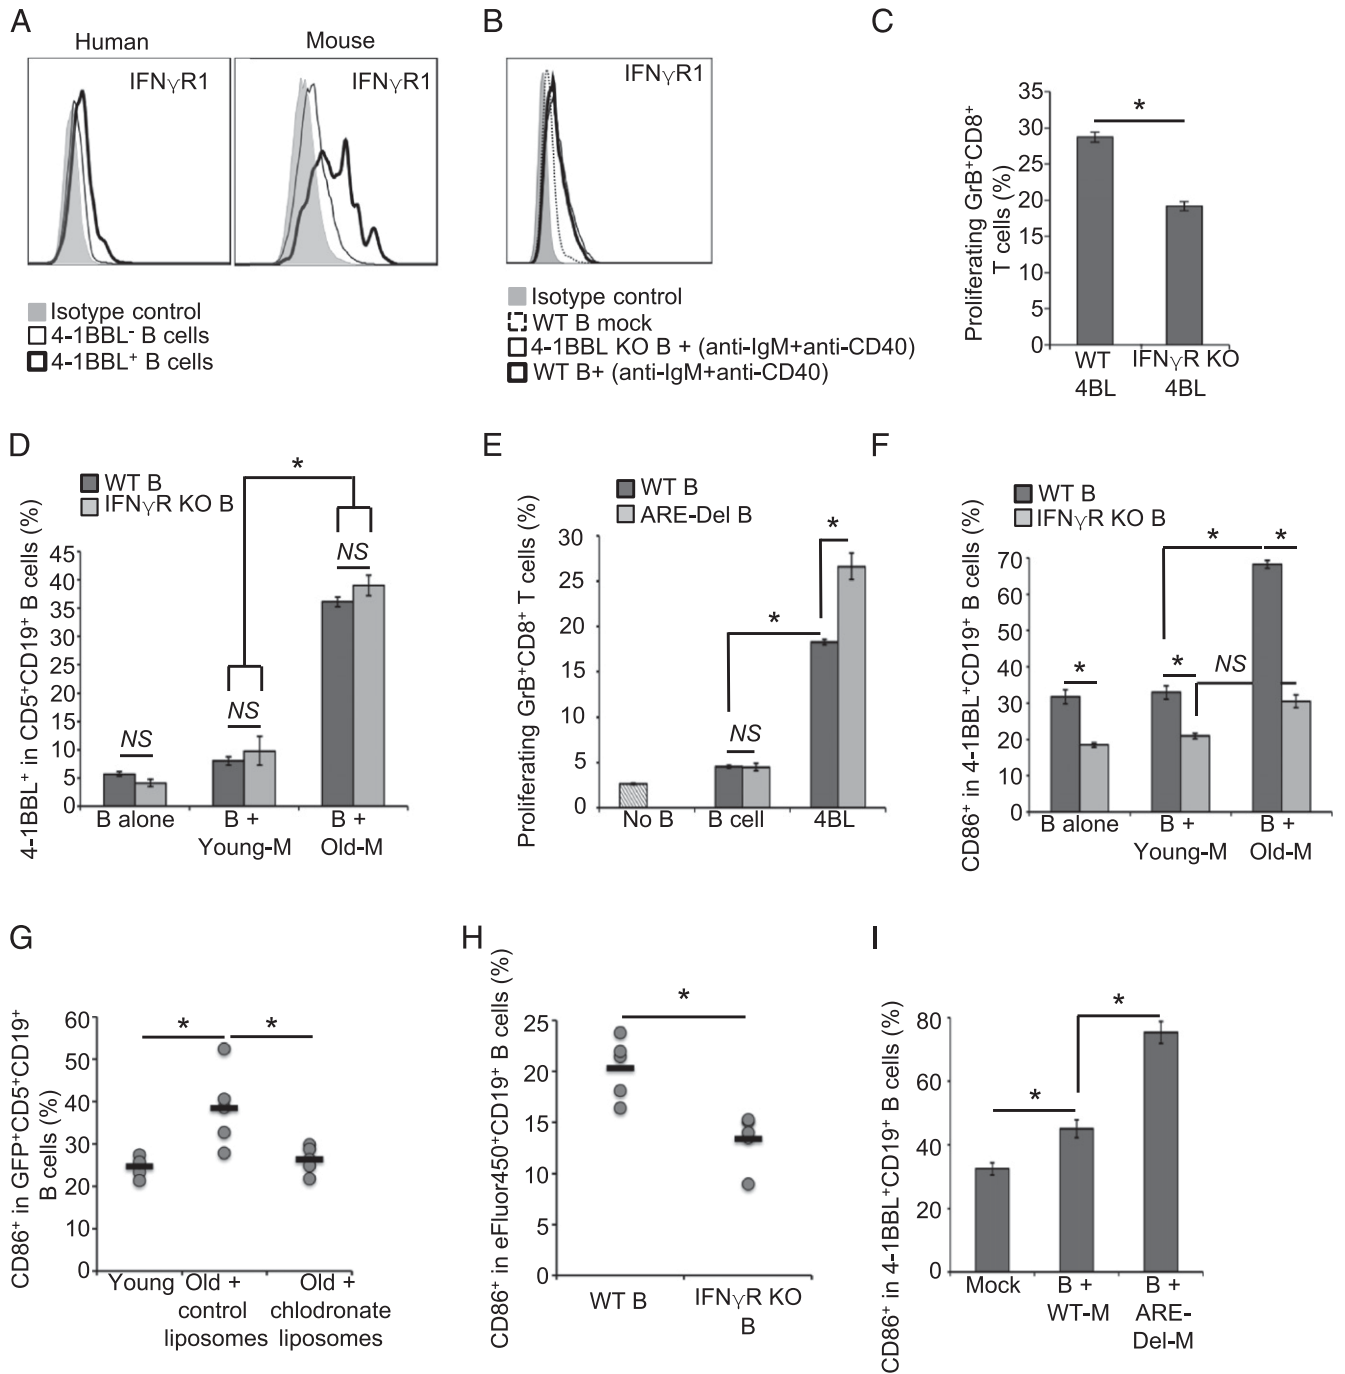 A
Human
Mouse
IFNγR1
IFNγR1
Isotype control
4-1BBL⁻ B cells
4-1BBL⁺ B cells
B
IFNγR1
Isotype control
WT B mock
4-1BBL KO B + (anti-IgM+anti-CD40)
WT B+ (anti-IgM+anti-CD40)
C
Proliferating GrB⁺CD8⁺
T cells (%)
35
30
25
20
15
10
5
0
*
WT
4BL
IFNγR KO
4BL
D
WT B
IFNγR KO B
4-1BBL⁺ in CD5⁺CD19⁺ B cells (%)
45
40
35
30
25
20
15
10
5
0
*
NS
NS
NS
B alone
B +
Young-M
B +
Old-M
E
WT B
ARE-Del B
Proliferating GrB⁺CD8⁺ T cells (%)
30
25
20
15
10
5
0
*
*
NS
No B
B cell
4BL
F
WT B
IFNγR KO B
CD86⁺ in 4-1BBL⁺CD19⁺ B cells (%)
70
60
50
40
30
20
10
0
*
*
*
*
NS
B alone
B +
Young-M
B +
Old-M
G
CD86⁺ in GFP⁺CD5⁺CD19⁺
B cells (%)
60
50
40
30
20
10
0
*
*
Young
Old +
control
liposomes
Old +
chlodronate
liposomes
H
CD86⁺ in eFluor450⁺CD19⁺ B cells (%)
25
20
15
10
5
0
*
WT B
IFNγR KO
B
I
CD86⁺ in 4-1BBL⁺CD19⁺ B cells (%)
80
60
40
20
0
*
*
Mock
B +
WT-M
B +
ARE-
Del-M